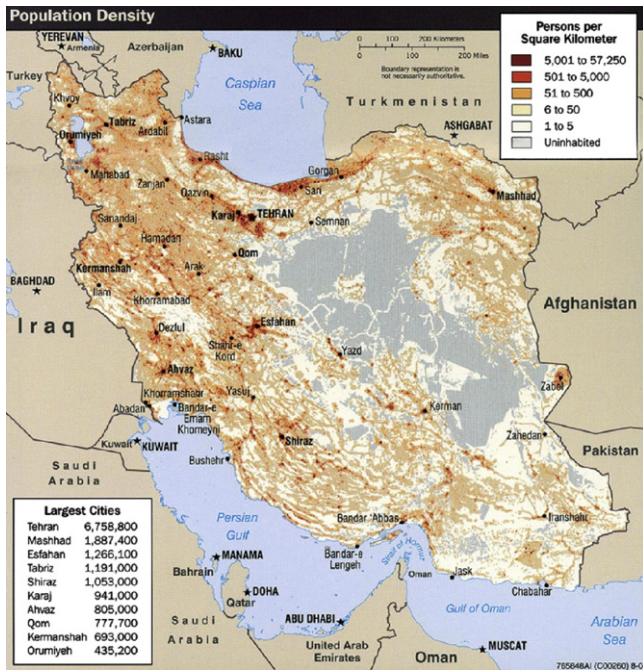 Population Density
YEREVAN
Armenia
Azerbaijan
BAKU
0 100 200 Kilometers
0 100 200 Miles
Boundary representation is
not necessarily authoritative.
Persons per
Square Kilometer
5,001 to 57,250
501 to 5,000
51 to 500
6 to 50
1 to 5
Uninhabited
Turkey
Caspian
Sea
Turkmenistan
ASHGABAT
Khvoy
Tabriz
Ardabil
Astara
Orumiyeh
Mahabad
Zanjan
Rasht
Qazvin
Gorgan
Sari
Mashhad
Karaj
TEHRAN
Semnan
Sanandaj
Hamadan
Qom
Kermanshah
Arak
BAGHDAD
Ilam
Khorramabad
Afghanistan
Iraq
Dezful
Esfahan
Shahr-e
Kord
Yazd
Ahvaz
Zabol
Khorramshahr
Yasuj
Kerman
Abadan
Bandar-e
Emam
Khomeyni
Zahedan
Kuwait
KUWAIT
Shiraz
Pakistan
Saudi
Arabia
Bushehr
Largest Cities
Tehran 6,758,800
Mashhad 1,887,400
Esfahan 1,266,100
Tabriz 1,191,000
Shiraz 1,053,000
Karaj 941,000
Ahvaz 805,000
Qom 777,700
Kermanshah 693,000
Orumiyeh 435,200
Persian
Gulf
Bandar 'Abbas
Iranshahr
MANAMA
Bahrain
Bandar-e
Lengeh
Strait of Hormuz
Oman
Jask
Chabahar
DOHA
Qatar
Gulf of Oman
Saudi
Arabia
ABU DHABI
United Arab
Emirates
Oman
MUSCAT
Arabian
Sea